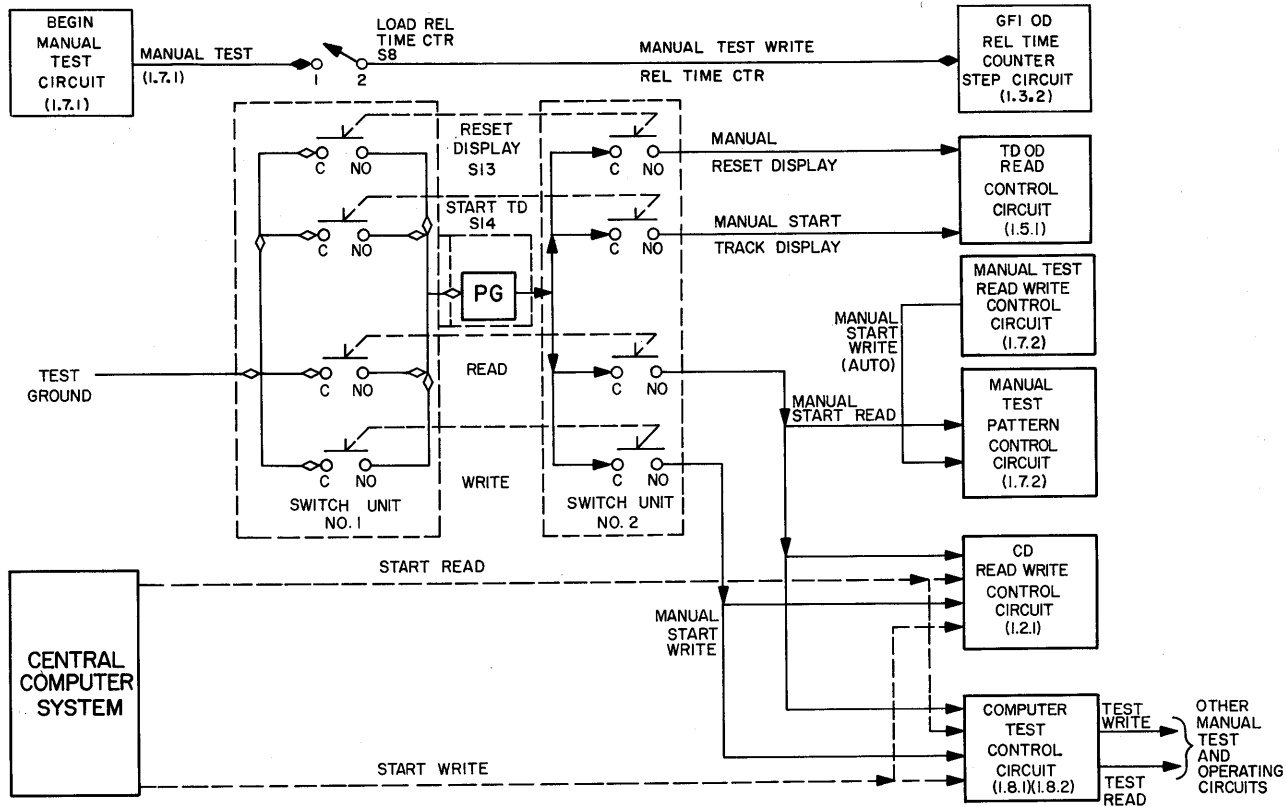 BEGIN
MANUAL
TEST
CIRCUIT
(1.7.1)
MANUAL TEST
(1.7.1)
1
2
LOAD REL
TIME CTR
S8
MANUAL TEST WRITE
REL TIME CTR
GFI OD
REL TIME
COUNTER
STEP CIRCUIT
(1.3.2)
C NO
RESET
DISPLAY
S13
C NO
MANUAL
RESET DISPLAY
TD OD
READ
CONTROL
CIRCUIT
(1.5.1)
C NO
START TD
S14
C NO
MANUAL START
TRACK DISPLAY
PG
MANUAL TEST
READ WRITE
CONTROL
CIRCUIT
(1.7.2)
MANUAL
START
WRITE
(AUTO)
TEST
GROUND
C NO
READ
C NO
MANUAL
START READ
MANUAL
TEST
PATTERN
CONTROL
CIRCUIT
(1.7.2)
C NO
WRITE
C NO
SWITCH UNIT
NO. 1
SWITCH UNIT
NO. 2
START READ
CD
READ WRITE
CONTROL
CIRCUIT
(1.2.1)
MANUAL
START
WRITE
CENTRAL
COMPUTER
SYSTEM
START WRITE
COMPUTER
TEST
CONTROL
CIRCUIT
(1.8.1)(1.8.2)
TEST
WRITE
TEST
READ
OTHER
MANUAL
TEST
AND
OPERATING
CIRCUITS